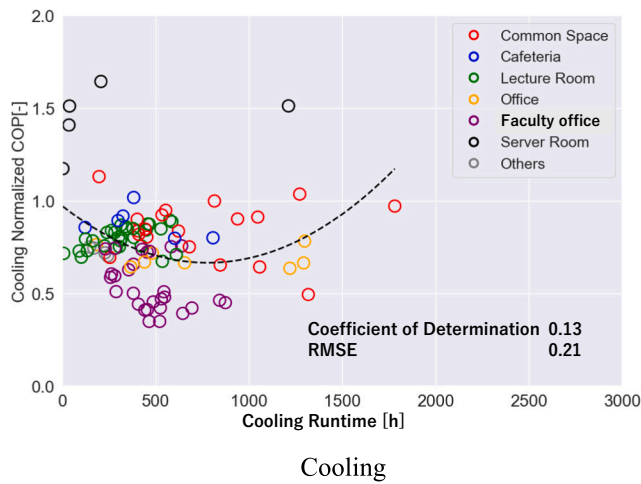 2.0
1.5
1.0
0.5
0.0
Cooling Normalized COP[-]
Common Space
Cafeteria
Lecture Room
Office
Faculty office
Server Room
Others
Coefficient of Determination 0.13
RMSE 0.21
0 500 1000 1500 2000 2500 3000
Cooling Runtime [h]
Cooling